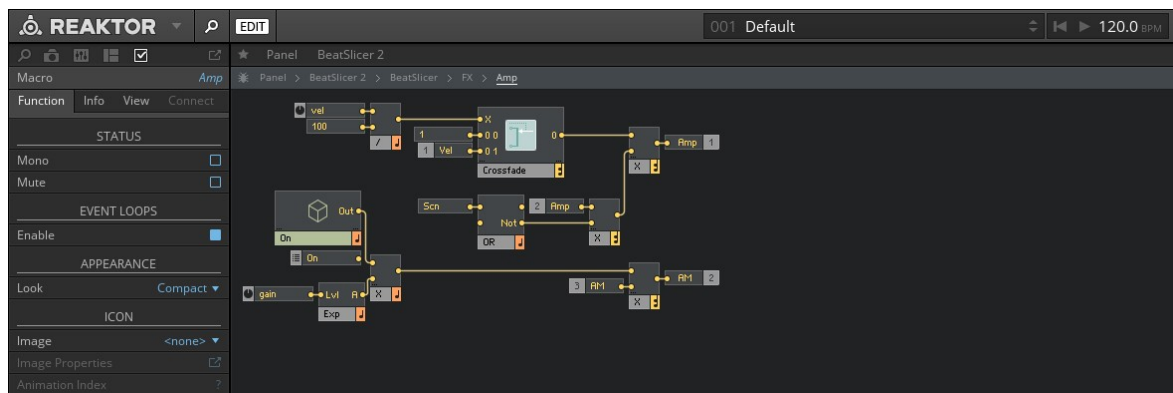 REAKTOR EDIT 001 Default 120.0 BPM
Panel BeatSlicer 2
Macro Amp
Panel > BeatSlicer 2 > BeatSlicer > FX > Amp
Function Info View Connect
STATUS
Mono
Mute
EVENT LOOPS
Enable
APPEARANCE
Look Compact
ICON
Image <none>
Image Properties
Animation Index ?
vel
100
/
X
1 0 0 0
1 Vel 0 1
Crossfade
Amp 1
X
Out
On
Scn
Not
OR
2 Amp
X
On
gain Lvl A X
Exp
3 AM
AM 2
X